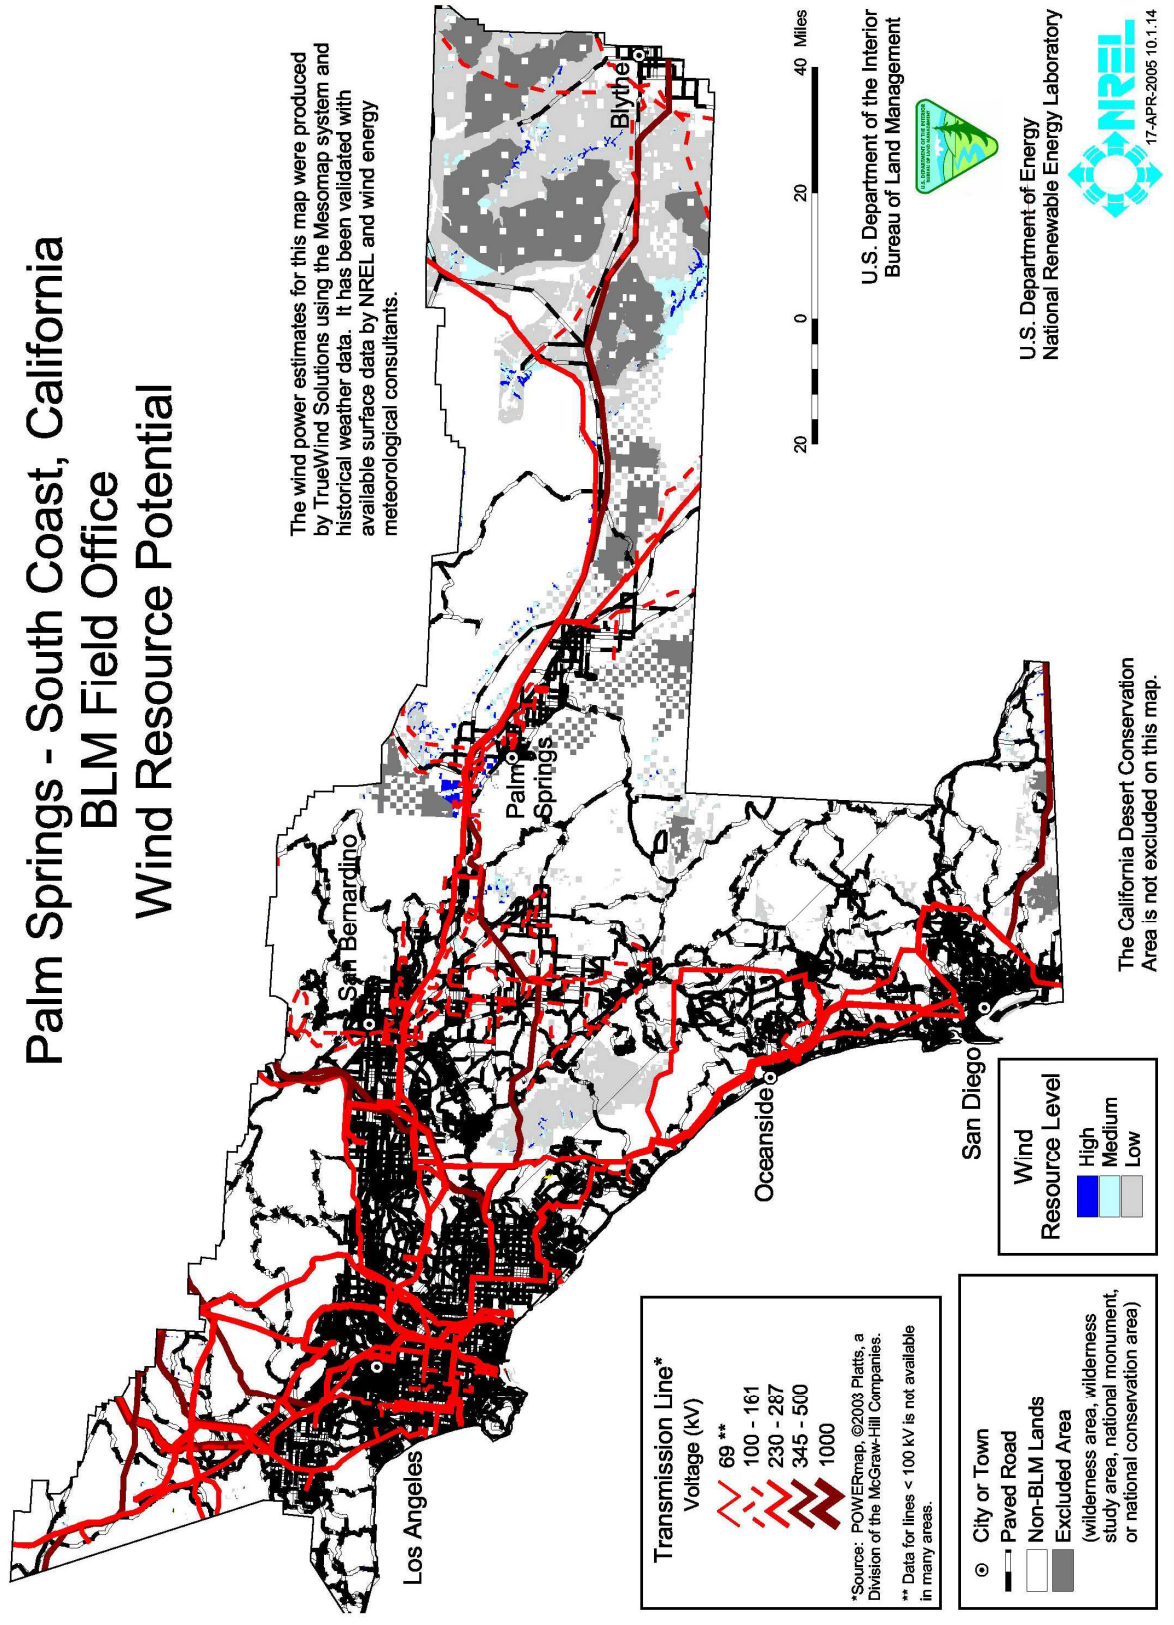 Palm Springs - South Coast, California
BLM Field Office
Wind Resource Potential
The wind power estimates for this map were produced
by TrueWind Solutions using the Mesomap system and
historical weather data.  It has been validated with
available surface data by NREL and wind energy
meteorological consultants.
Blythe
Palm
Springs
San Bernardino
Los Angeles
Oceanside
San Diego
20 0 20 40 Miles
U.S. Department of the Interior
Bureau of Land Management
U.S. Department of Energy
National Renewable Energy Laboratory
NREL
17-APR-2005 10.1.14
The California Desert Conservation
Area is not excluded on this map.
Transmission Line*
Voltage (kV)
69 **
100 - 161
230 - 287
345 - 500
1000
*Source:  POWERmap, ©2003 Platts, a
Division of the McGraw-Hill Companies.
** Data for lines < 100 kV is not available
in many areas.
City or Town
Paved Road
Non-BLM Lands
Excluded Area
(wilderness area, wilderness
study area, national monument,
or national conservation area)
Wind
Resource Level
High
Medium
Low